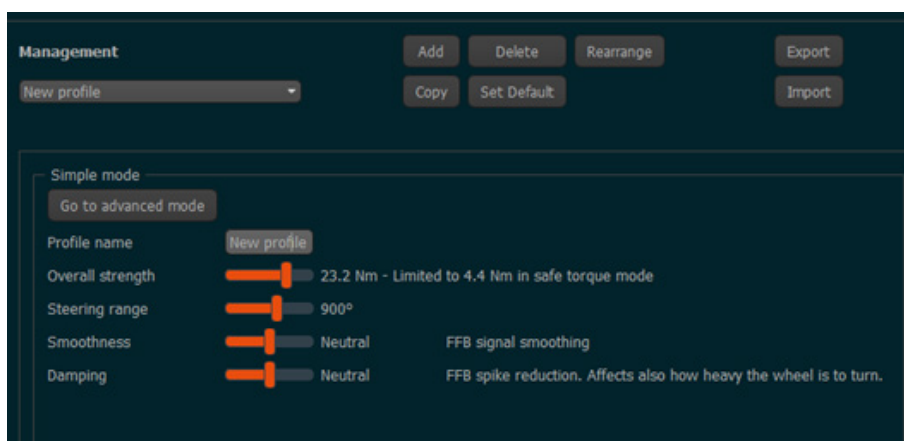 Management Add Delete Rearrange Export
New profile Copy Set Default Import
Simple mode
Go to advanced mode
Profile name New profile
Overall strength 23.2 Nm - Limited to 4.4 Nm in safe torque mode
Steering range 900º
Smoothness Neutral FFB signal smoothing
Damping Neutral FFB spike reduction. Affects also how heavy the wheel is to turn.